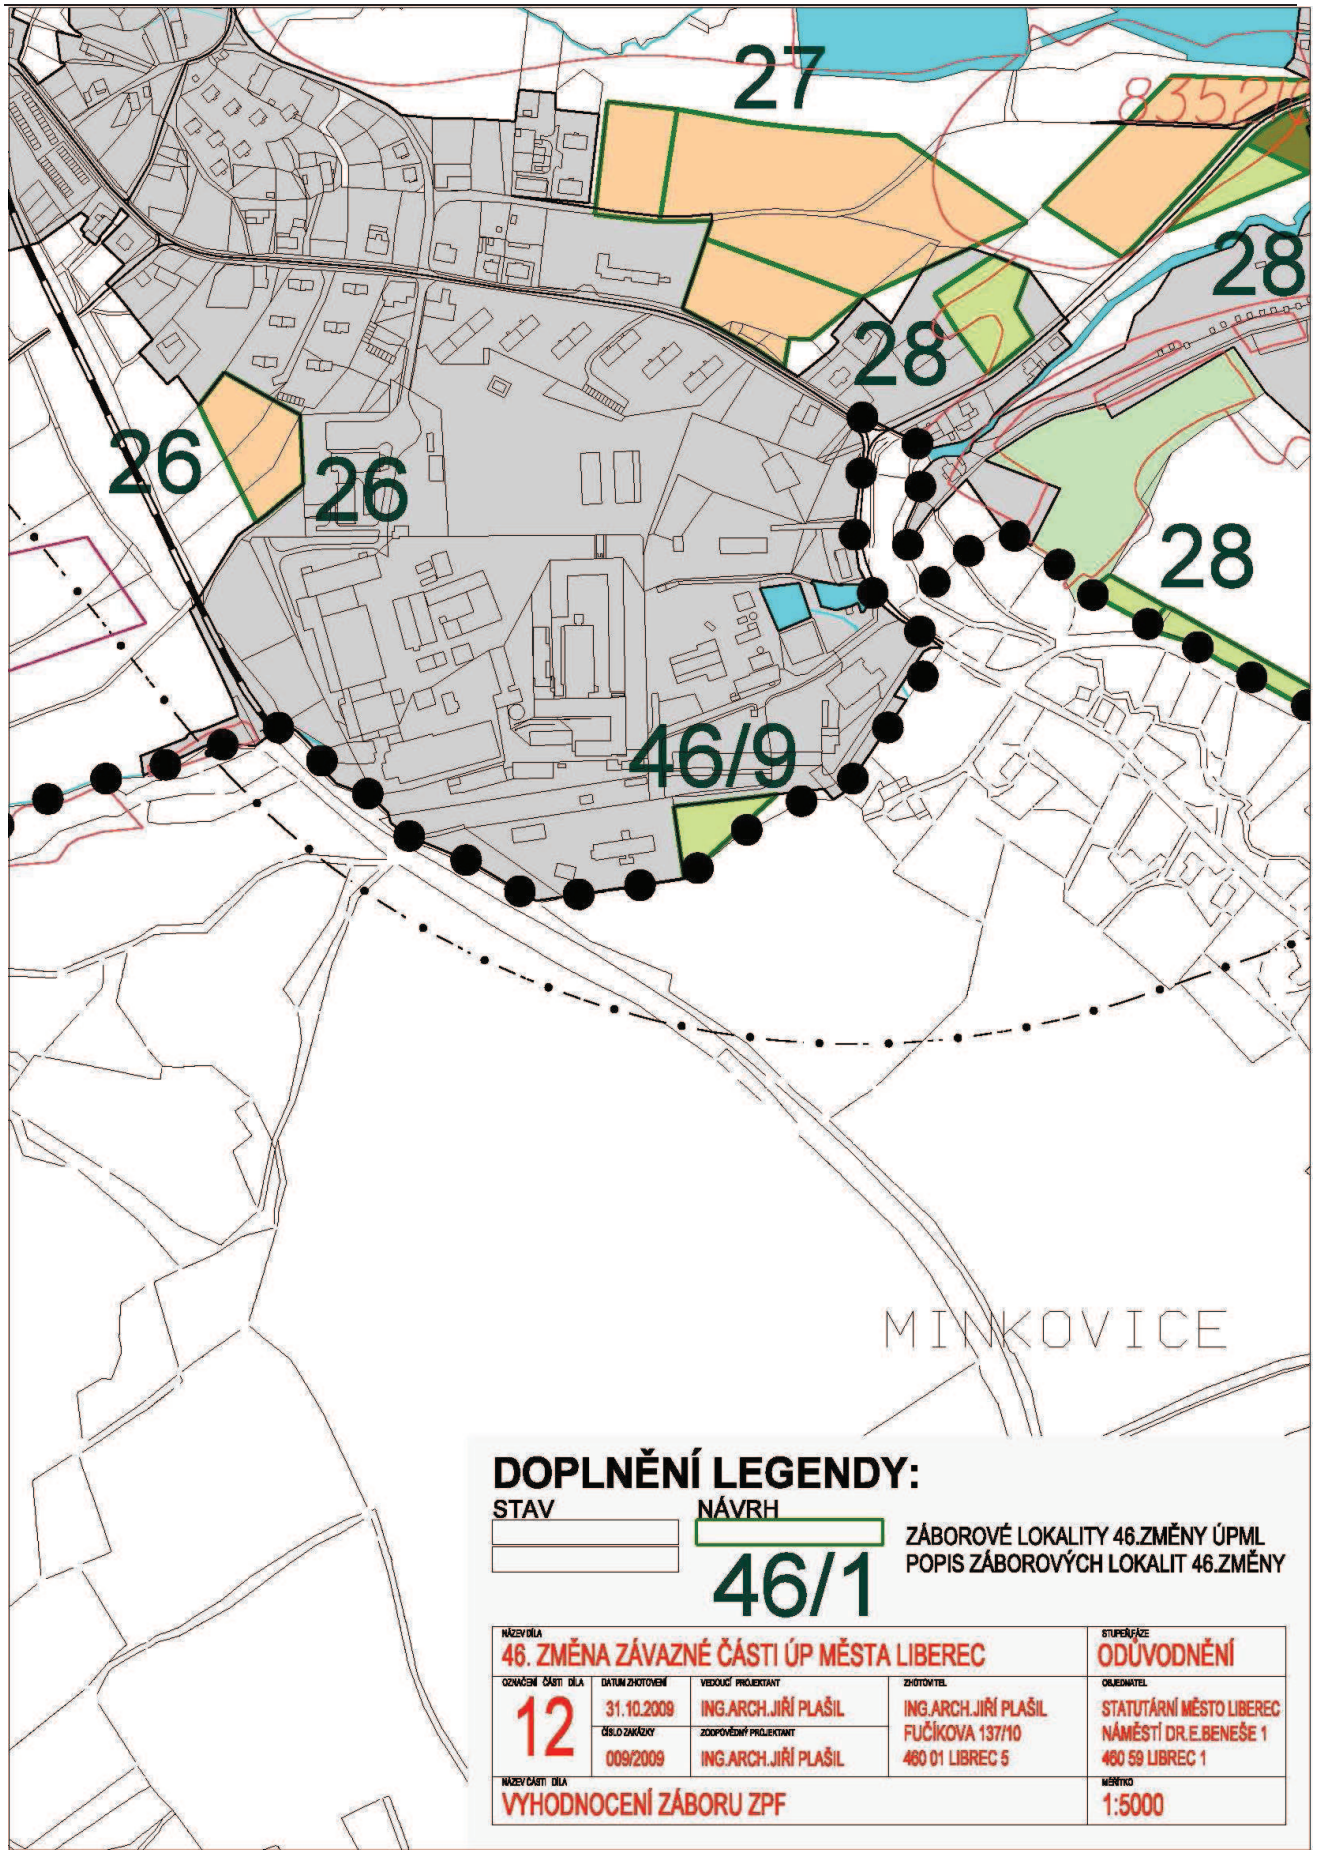 27
8352
28
28
26
26
28
46/9
MINKOVICE
DOPLNĚNÍ LEGENDY:
STAV NÁVRH
ZÁBOROVÉ LOKALITY 46.ZMĚNY ÚPML
46/1 POPIS ZÁBOROVÝCH LOKALIT 46.ZMĚNY
NÁZEV DÍLA STUPEŇ/FÁZE
46. ZMĚNA ZÁVAZNÉ ČÁSTI ÚP MĚSTA LIBEREC ODŮVODNĚNÍ
OZNAČENÍ ČÁSTI DÍLA DATUM ZHOTOVENÍ VEDOUCÍ PROJEKTANT ZHOTOVITEL OBJEDNATEL
12 31.10.2009 ING.ARCH.JIŘÍ PLAŠIL ING.ARCH.JIŘÍ PLAŠIL STATUTÁRNÍ MĚSTO LIBEREC
ČÍSLO ZAKÁZKY ZODPOVĚDNÝ PROJEKTANT FUČÍKOVA 137/10 NÁMĚSTÍ DR.E.BENEŠE 1
009/2009 ING.ARCH.JIŘÍ PLAŠIL 460 01 LIBREC 5 460 59 LIBREC 1
NÁZEV ČÁSTI DÍLA MĚŘÍTKO
VYHODNOCENÍ ZÁBORU ZPF 1:5000